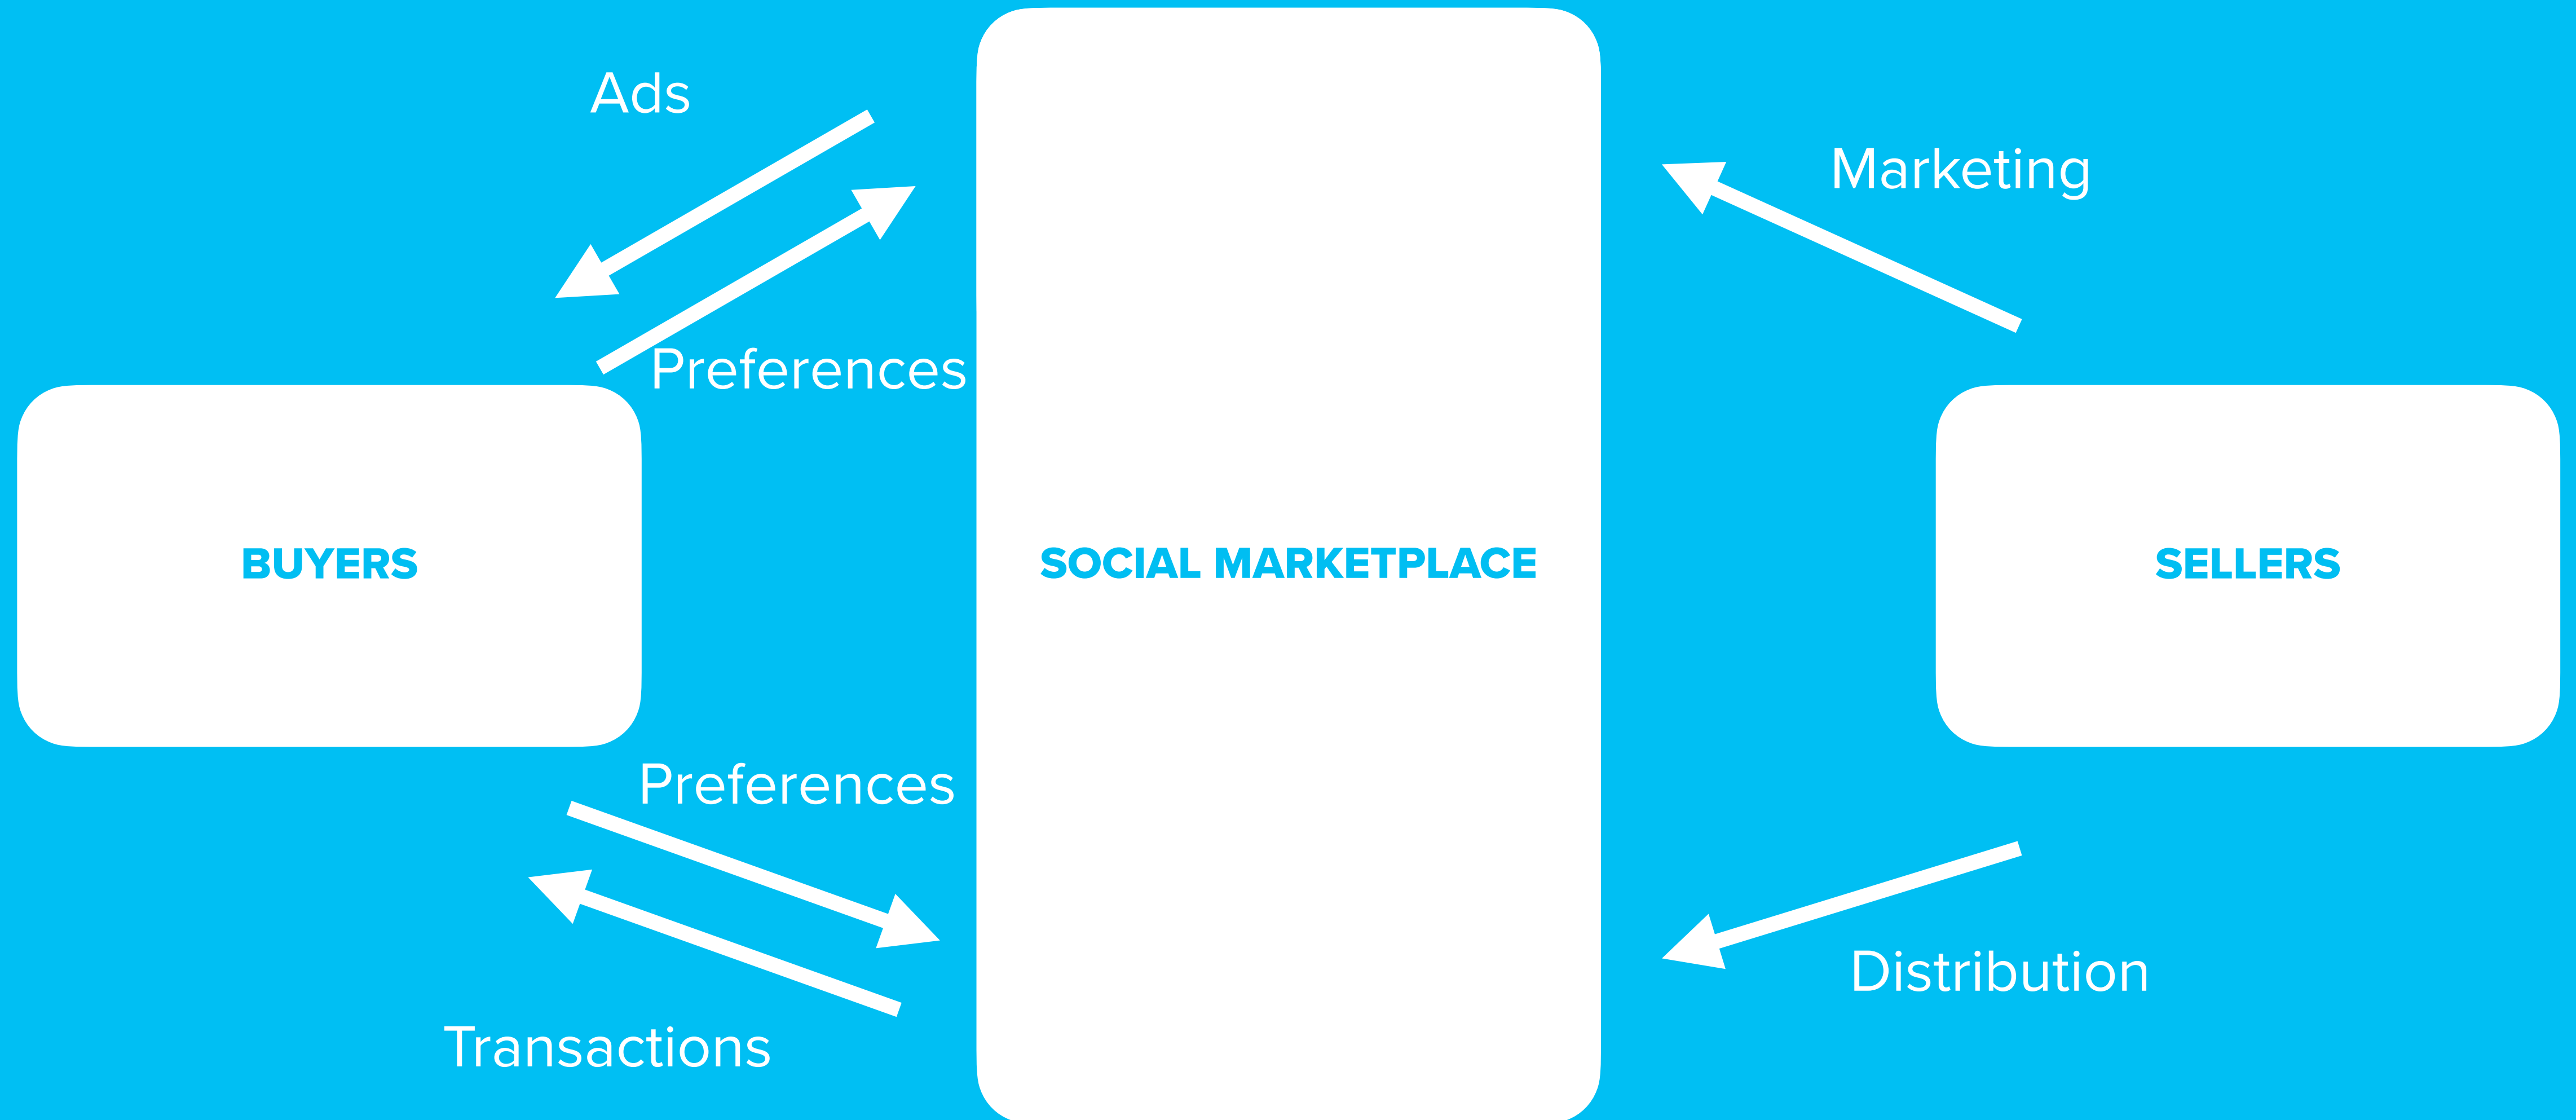 Ads
Marketing
Preferences
BUYERS
SOCIAL MARKETPLACE
SELLERS
Preferences
Distribution
Transactions